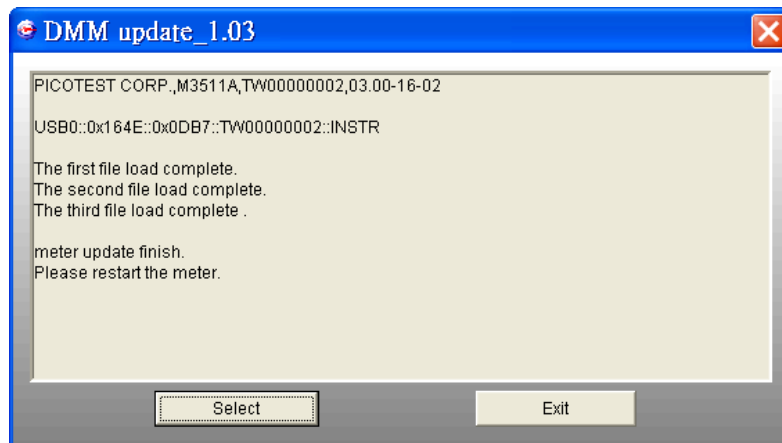 DMM update_1.03
PICOTEST CORP.,M3511A,TW00000002,03.00-16-02
USB0::0x164E::0x0DB7::TW00000002::INSTR
The first file load complete.
The second file load complete.
The third file load complete .
meter update finish.
Please restart the meter.
Select
Exit